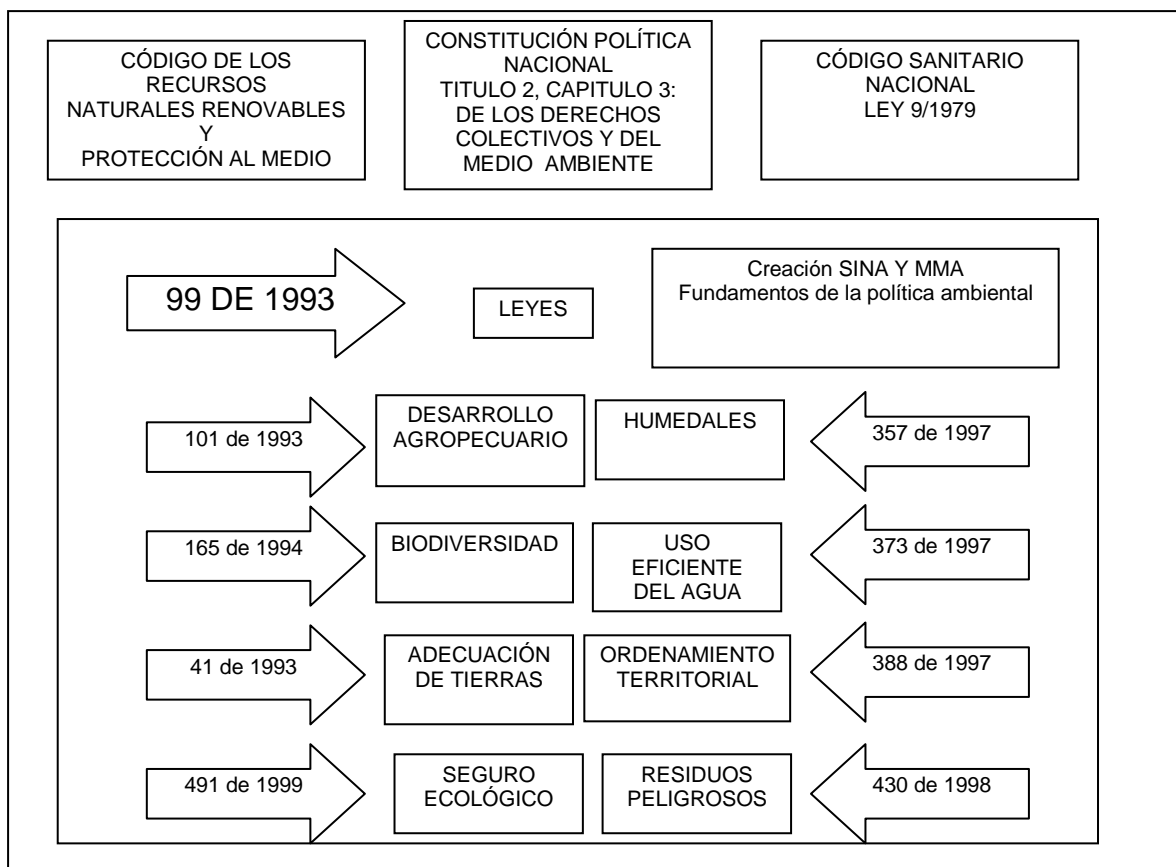 CÓDIGO DE LOS
RECURSOS
NATURALES RENOVABLES
Y
PROTECCIÓN AL MEDIO
CONSTITUCIÓN POLÍTICA
NACIONAL
TITULO 2, CAPITULO 3:
DE LOS DERECHOS
COLECTIVOS Y DEL
MEDIO AMBIENTE
CÓDIGO SANITARIO
NACIONAL
LEY 9/1979
99 DE 1993
LEYES
Creación SINA Y MMA
Fundamentos de la política ambiental
101 de 1993
DESARROLLO
AGROPECUARIO
HUMEDALES
357 de 1997
165 de 1994
BIODIVERSIDAD
USO
EFICIENTE
DEL AGUA
373 de 1997
41 de 1993
ADECUACIÓN
DE TIERRAS
ORDENAMIENTO
TERRITORIAL
388 de 1997
491 de 1999
SEGURO
ECOLÓGICO
RESIDUOS
PELIGROSOS
430 de 1998